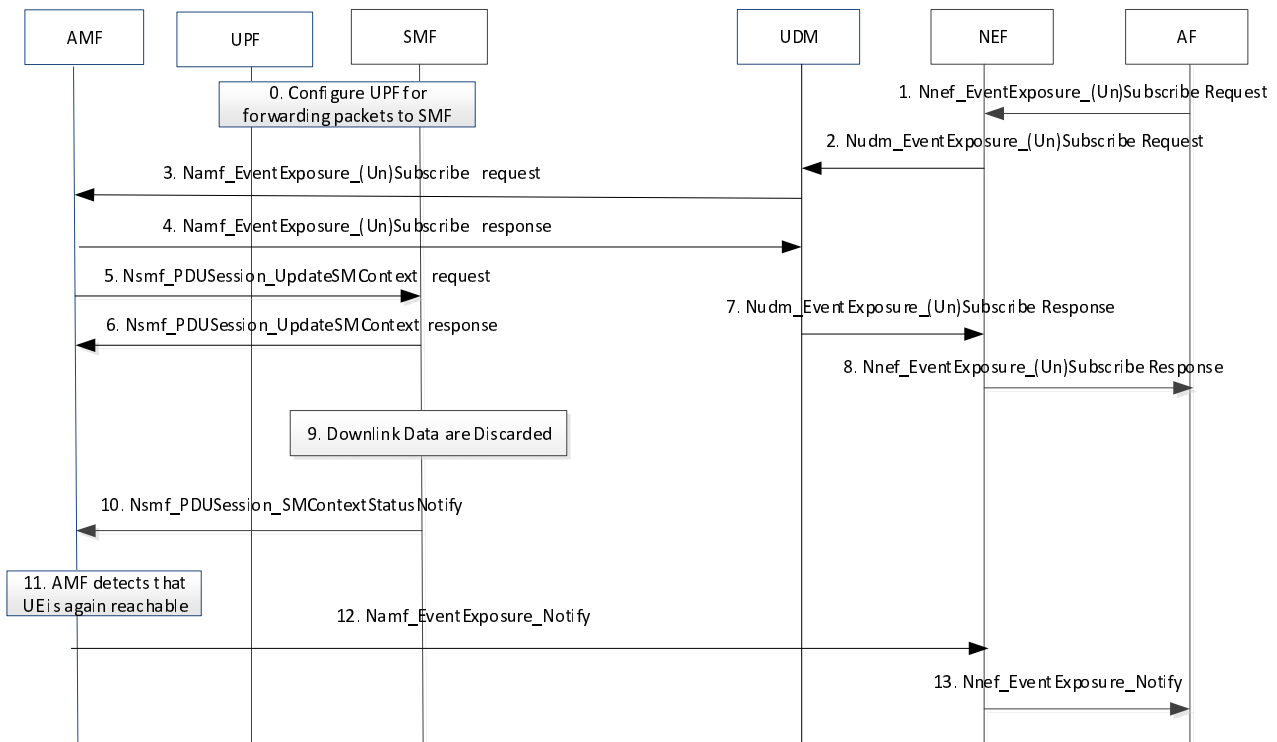 AMF
UPF
SMF
UDM
NEF
AF
0. Configure UPF for
forwarding packets to SMF
1. Nnef_EventExposure_(Un)Subscribe Request
2. Nudm_EventExposure_(Un)Subscribe Request
3. Namf_EventExposure_(Un)Subscribe request
4. Namf_EventExposure_(Un)Subscribe response
5. Nsmf_PDUSession_UpdateSMContext request
6. Nsmf_PDUSession_UpdateSMContext response
7. Nudm_EventExposure_(Un)Subscribe Response
8. Nnef_EventExposure_(Un)Subscribe Response
9. Downlink Data are Discarded
10. Nsmf_PDUSession_SMContextStatusNotify
11. AMF detects that
UE is again reachable
12. Namf_EventExposure_Notify
13. Nnef_EventExposure_Notify